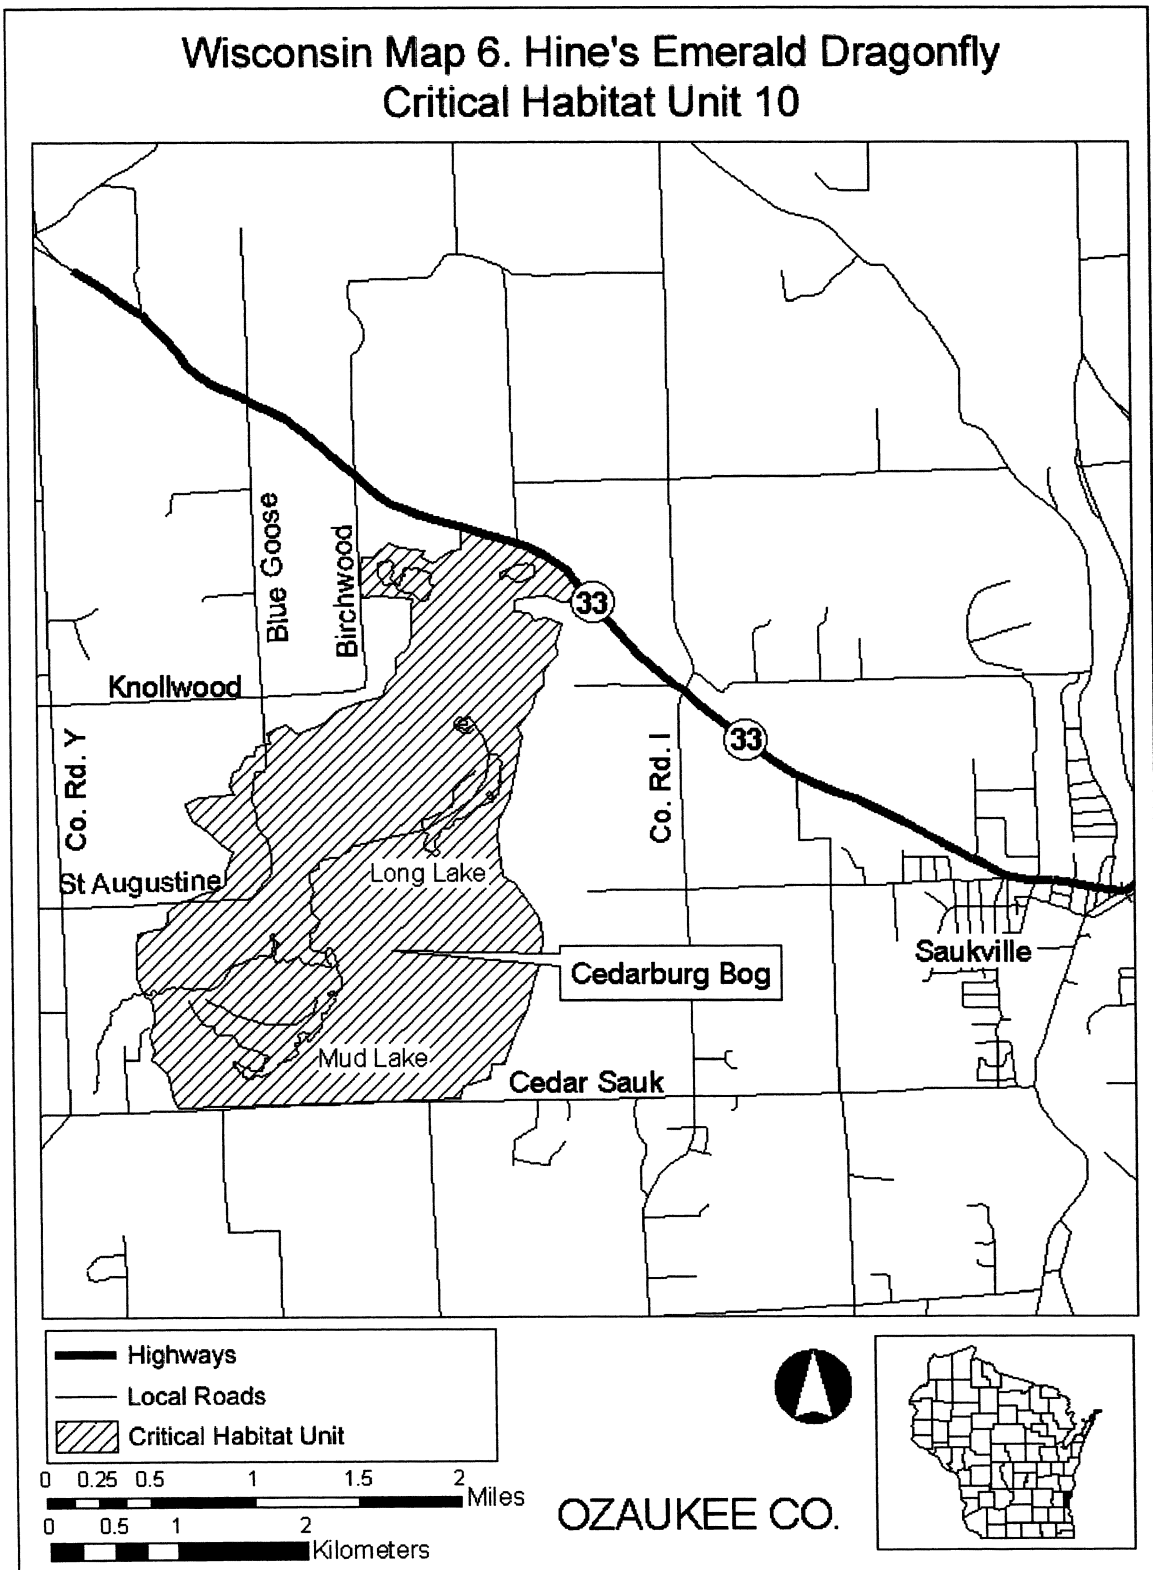 Wisconsin Map 6. Hine's Emerald Dragonfly
Critical Habitat Unit 10
Blue Goose
Birchwood
33
Knollwood
Co. Rd. Y
Co. Rd. I
33
Long Lake
St Augustine
Saukville
Cedarburg Bog
Mud Lake
Cedar Sauk
Highways
Local Roads
Critical Habitat Unit
0 0.25 0.5 1 1.5 2
Miles
0 0.5 1 2
Kilometers
OZAUKEE CO.